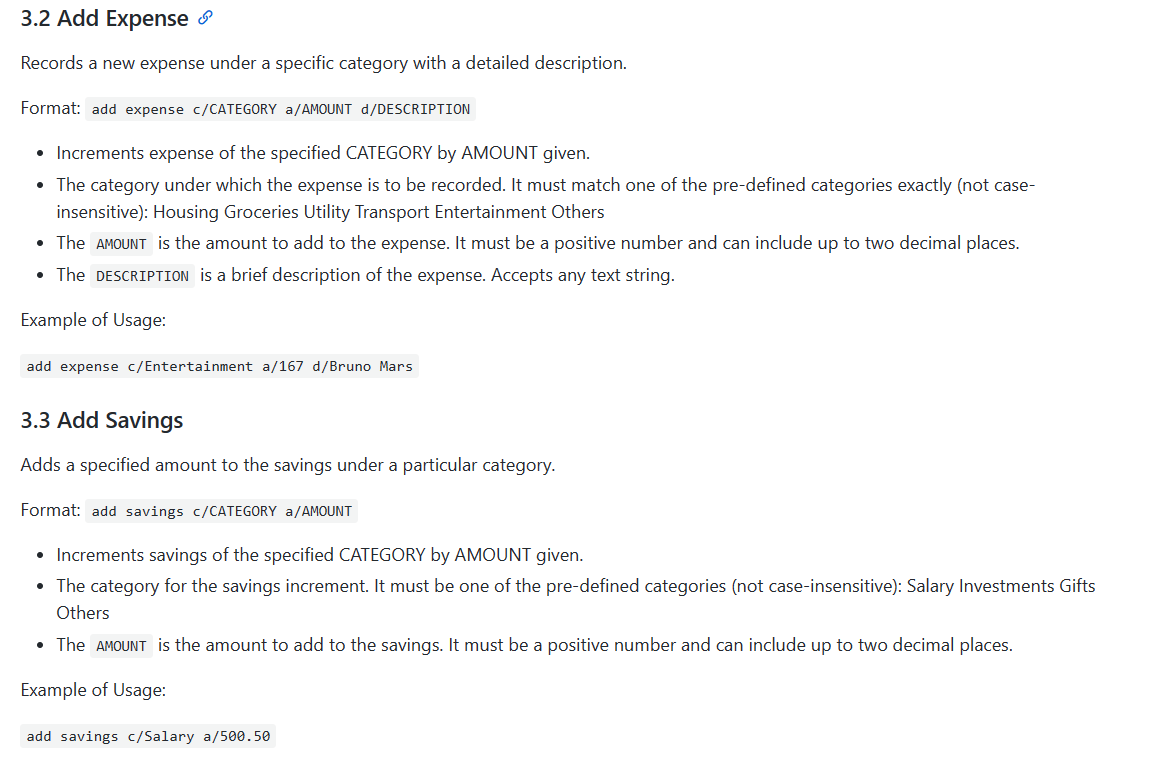 3.2 Add Expense
Records a new expense under a specific category with a detailed description.
Format: add expense c/CATEGORY a/AMOUNT d/DESCRIPTION
Increments expense of the specified CATEGORY by AMOUNT given.
The category under which the expense is to be recorded. It must match one of the pre-defined categories exactly (not case-
insensitive): Housing Groceries Utility Transport Entertainment Others
The AMOUNT is the amount to add to the expense. It must be a positive number and can include up to two decimal places.
The DESCRIPTION is a brief description of the expense. Accepts any text string.
Example of Usage:
add expense c/Entertainment a/167 d/Bruno Mars
3.3 Add Savings
Adds a specified amount to the savings under a particular category.
Format: add savings c/CATEGORY a/AMOUNT
Increments savings of the specified CATEGORY by AMOUNT given.
The category for the savings increment. It must be one of the pre-defined categories (not case-insensitive): Salary Investments Gifts
Others
The AMOUNT is the amount to add to the savings. It must be a positive number and can include up to two decimal places.
Example of Usage:
add savings c/Salary a/500.50